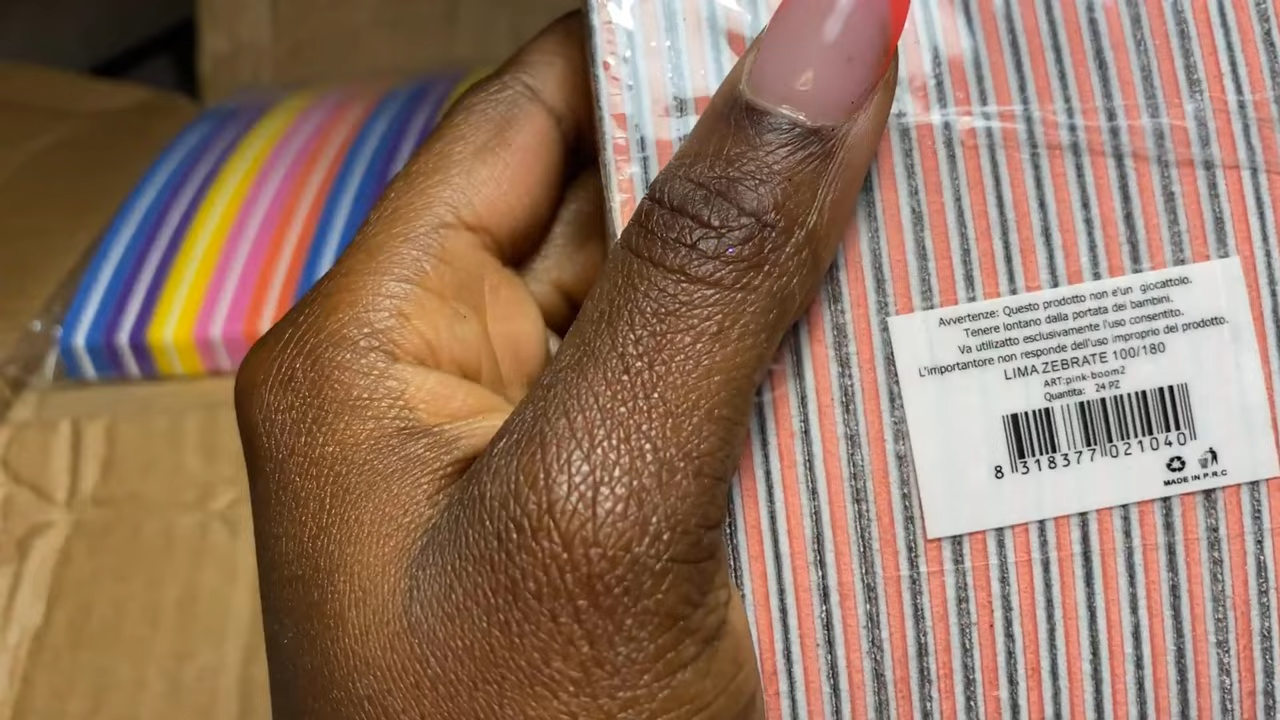 Avvertenze: Questo prodotto non e'un giocattolo.
Tenere lontano dalla portata dei bambini.
Va utilizzatto esclusivamente l'uso consentito.
L'importantore non responde dell'uso improprio del prodotto.
LIMA ZEBRATE 100/180
ART:pink-boom2
Quantita: 24 PZ
8 318377 021040
MADE IN P.R.C